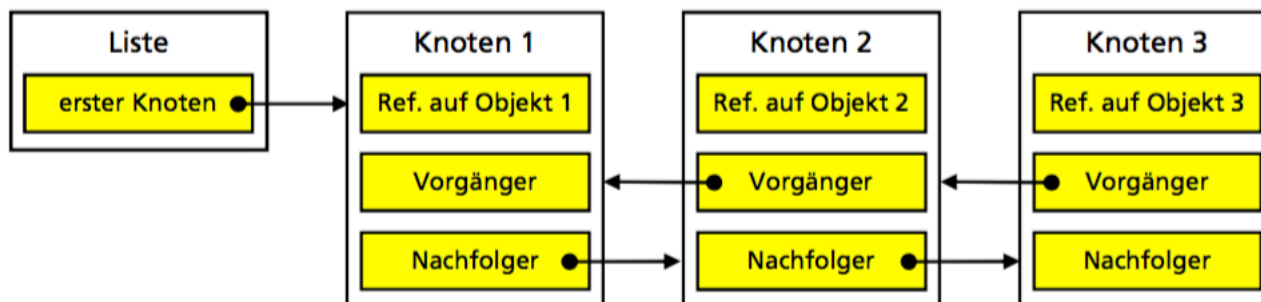 Liste
erster Knoten
Knoten 1
Ref. auf Objekt 1
Vorgänger
Nachfolger
Knoten 2
Ref. auf Objekt 2
Vorgänger
Nachfolger
Knoten 3
Ref. auf Objekt 3
Vorgänger
Nachfolger